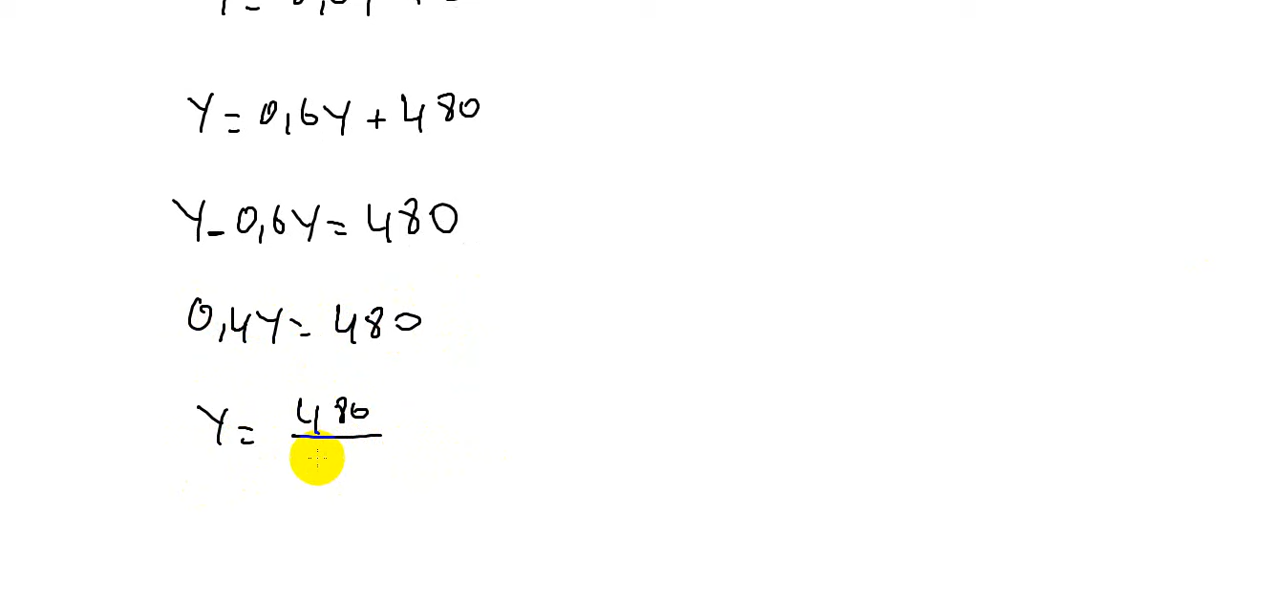 Y = 0,6Y + 480
Y - 0,6Y = 480
0,4Y = 480
Y = 480